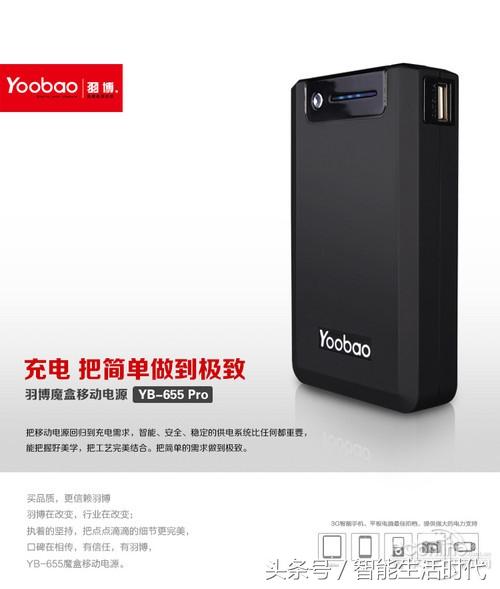 Yoobao 羽博
Yoobao
充电 把简单做到极致
羽博魔盒移动电源 YB-655 Pro
把移动电源回归到充电需求,智能、安全、稳定的供电系统比任何都重要,
能把握好美学,把工艺完美结合。把简单的需求做到极致。
买品质,更信赖羽博
羽博在改变,行业在改变;
执着的坚持,把点点滴滴的细节更完美,
口碑在相传,有信任,有羽博,
YB-655魔盒移动电源。
3G智能手机、平板电脑最佳拍档,提供强大的电力支持
头条号 / 智能生活时代